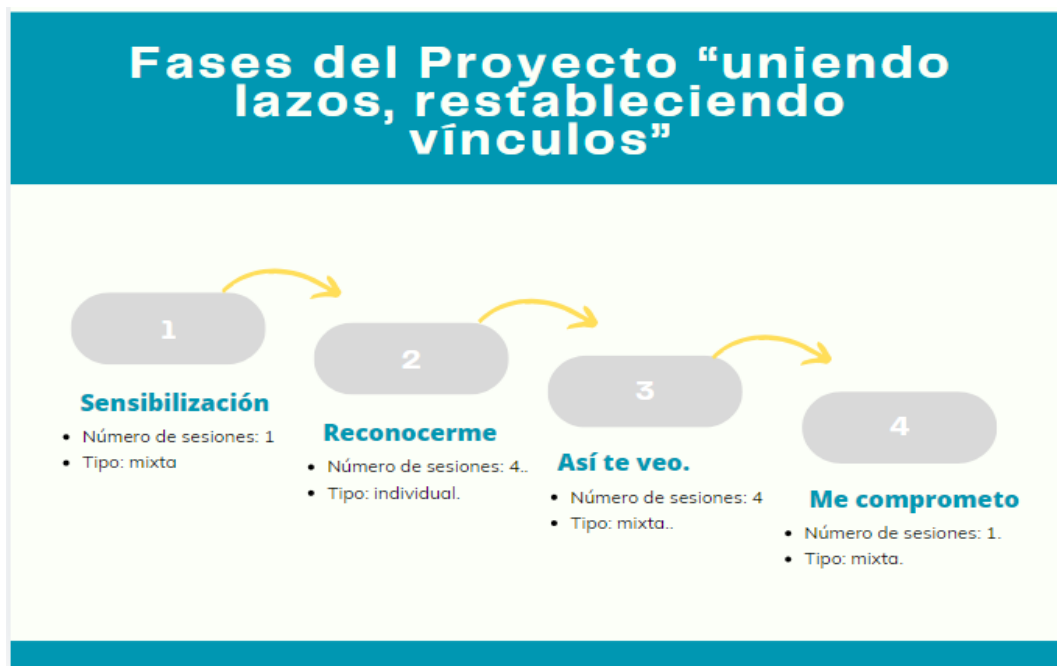 Fases del Proyecto “uniendo
lazos, restableciendo
vínculos”
1
Sensibilización
• Número de sesiones: 1
• Tipo: mixta
2
Reconocerme
• Número de sesiones: 4..
• Tipo: individual.
3
Así te veo.
• Número de sesiones: 4
• Tipo: mixta..
4
Me comprometo
• Número de sesiones: 1.
• Tipo: mixta.